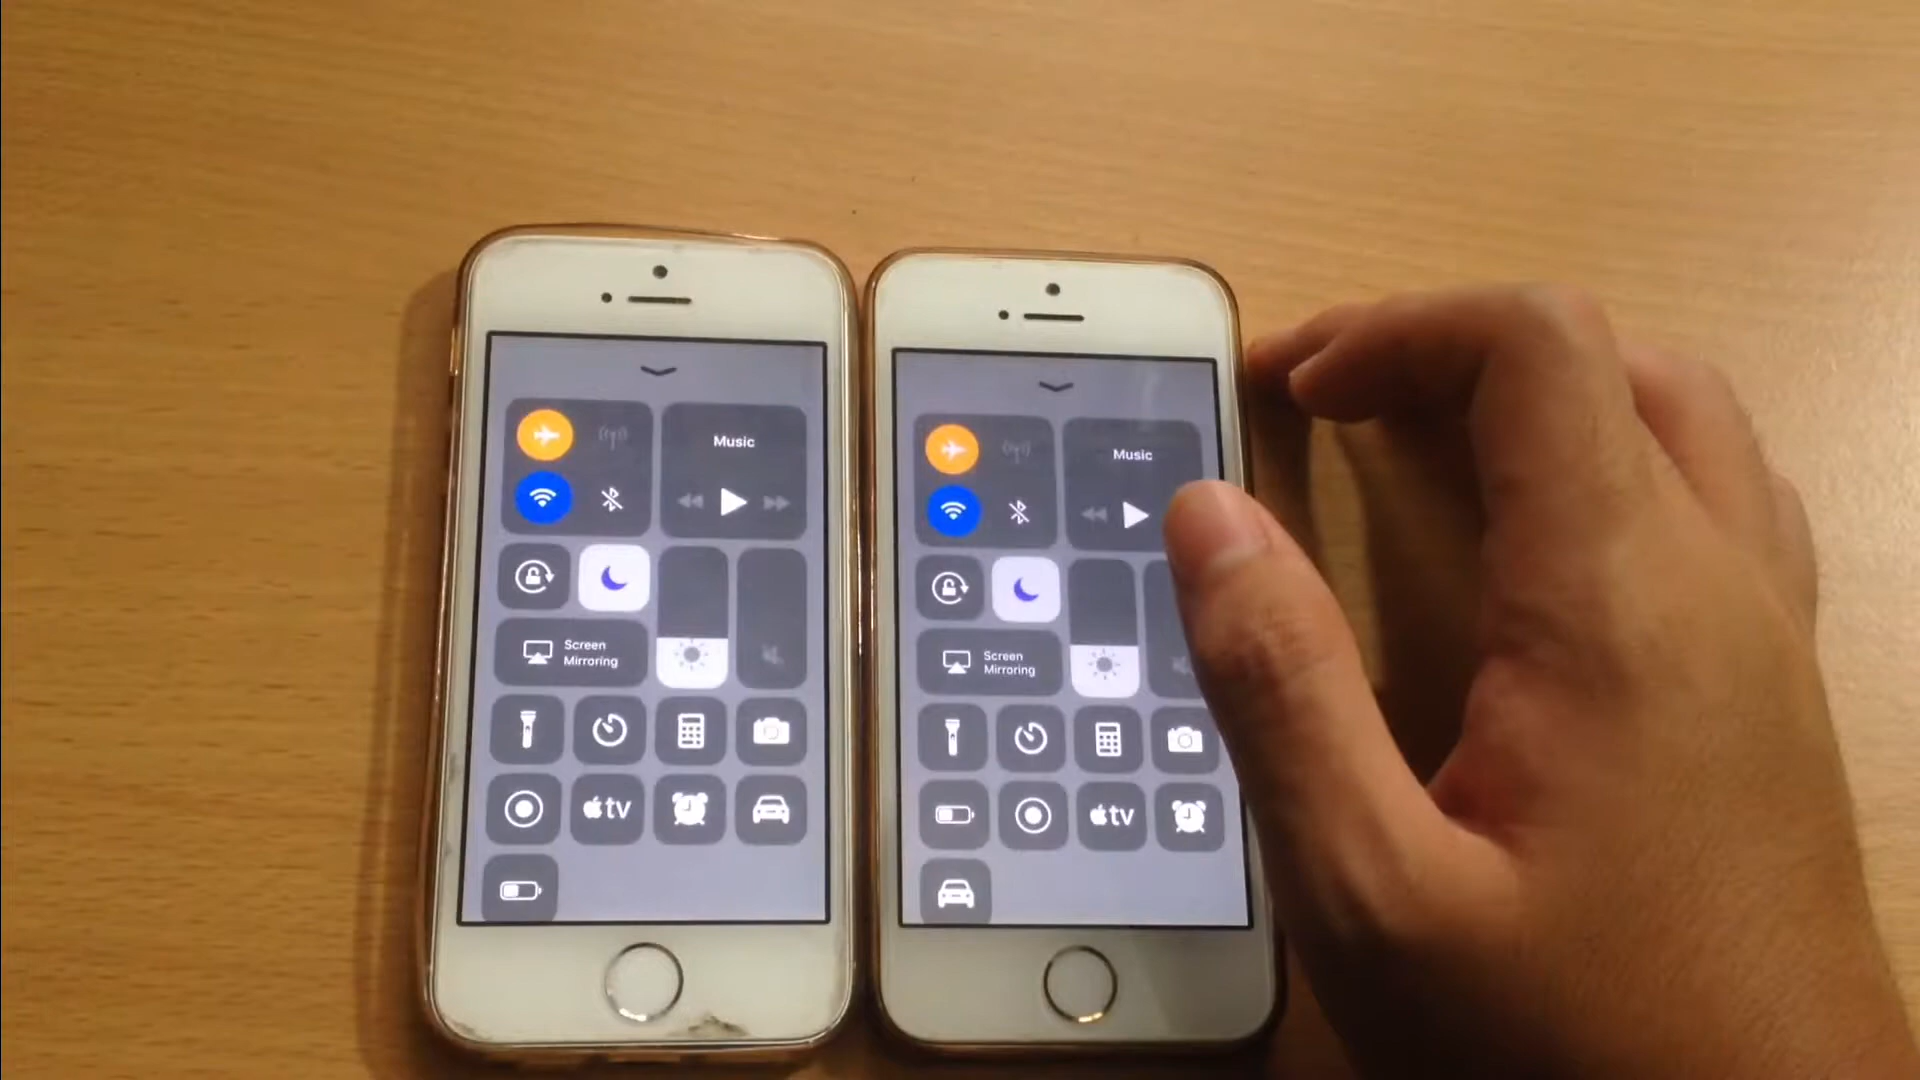 Music
Screen
Mirroring
tv
Music
Screen
Mirroring
tv